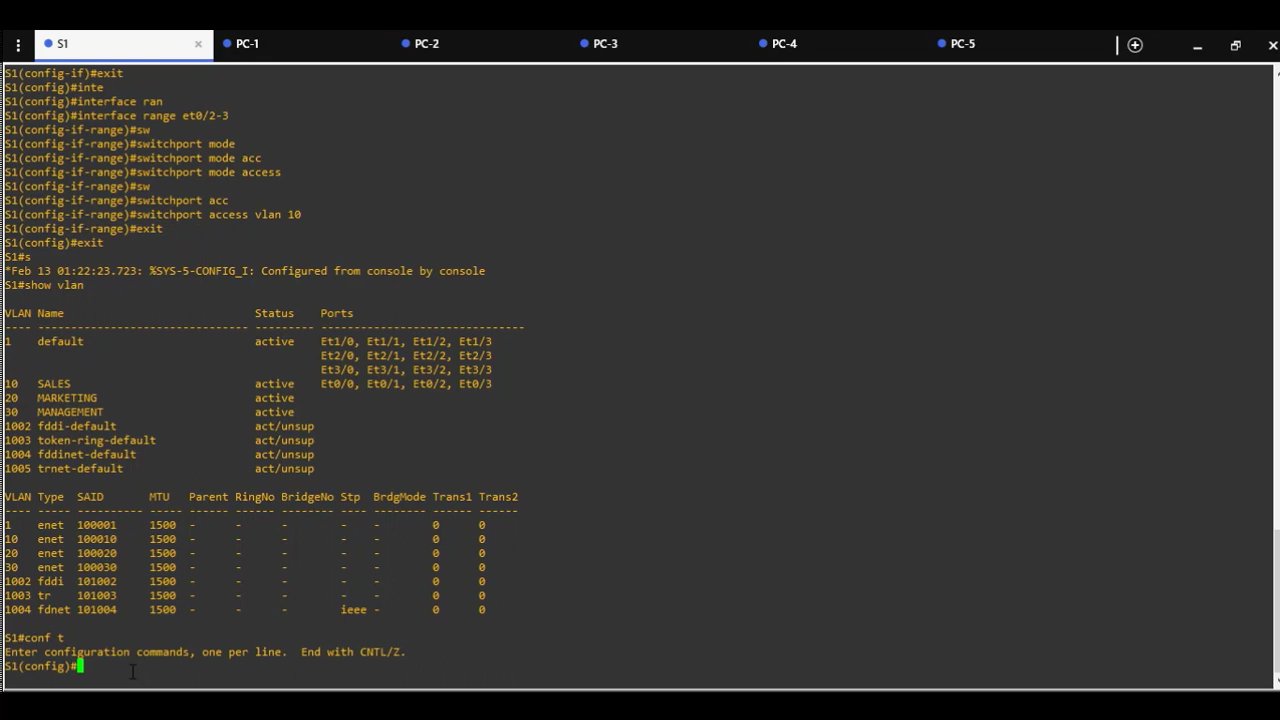 S1 PC-1 PC-2 PC-3 PC-4 PC-5
S1(config-if)#exit
S1(config)#inte
S1(config)#interface ran
S1(config)#interface range et0/2-3
S1(config-if-range)#sw
S1(config-if-range)#switchport mode
S1(config-if-range)#switchport mode acc
S1(config-if-range)#switchport mode access
S1(config-if-range)#sw
S1(config-if-range)#switchport acc
S1(config-if-range)#switchport access vlan 10
S1(config-if-range)#exit
S1(config)#exit
S1#s
*Feb 13 01:22:23.723: %SYS-5-CONFIG_I: Configured from console by console
S1#show vlan
VLAN Name                             Status    Ports
---- -------------------------------- --------- -------------------------------
1    default                          active    Et1/0, Et1/1, Et1/2, Et1/3
                                                Et2/0, Et2/1, Et2/2, Et2/3
                                                Et3/0, Et3/1, Et3/2, Et3/3
10   SALES                            active    Et0/0, Et0/1, Et0/2, Et0/3
20   MARKETING                        active
30   MANAGEMENT                       active
1002 fddi-default                     act/unsup
1003 token-ring-default               act/unsup
1004 fddinet-default                  act/unsup
1005 trnet-default                    act/unsup
VLAN Type  SAID       MTU   Parent RingNo BridgeNo Stp  BrdgMode Trans1 Trans2
---- ----- ---------- ----- ------ ------ -------- ---- -------- ------ ------
1    enet  100001     1500  -      -      -        -    -        0      0
10   enet  100010     1500  -      -      -        -    -        0      0
20   enet  100020     1500  -      -      -        -    -        0      0
30   enet  100030     1500  -      -      -        -    -        0      0
1002 fddi  101002     1500  -      -      -        -    -        0      0
1003 tr    101003     1500  -      -      -        -    -        0      0
1004 fdnet 101004     1500  -      -      -        ieee -        0      0
S1#conf t
Enter configuration commands, one per line.  End with CNTL/Z.
S1(config)#